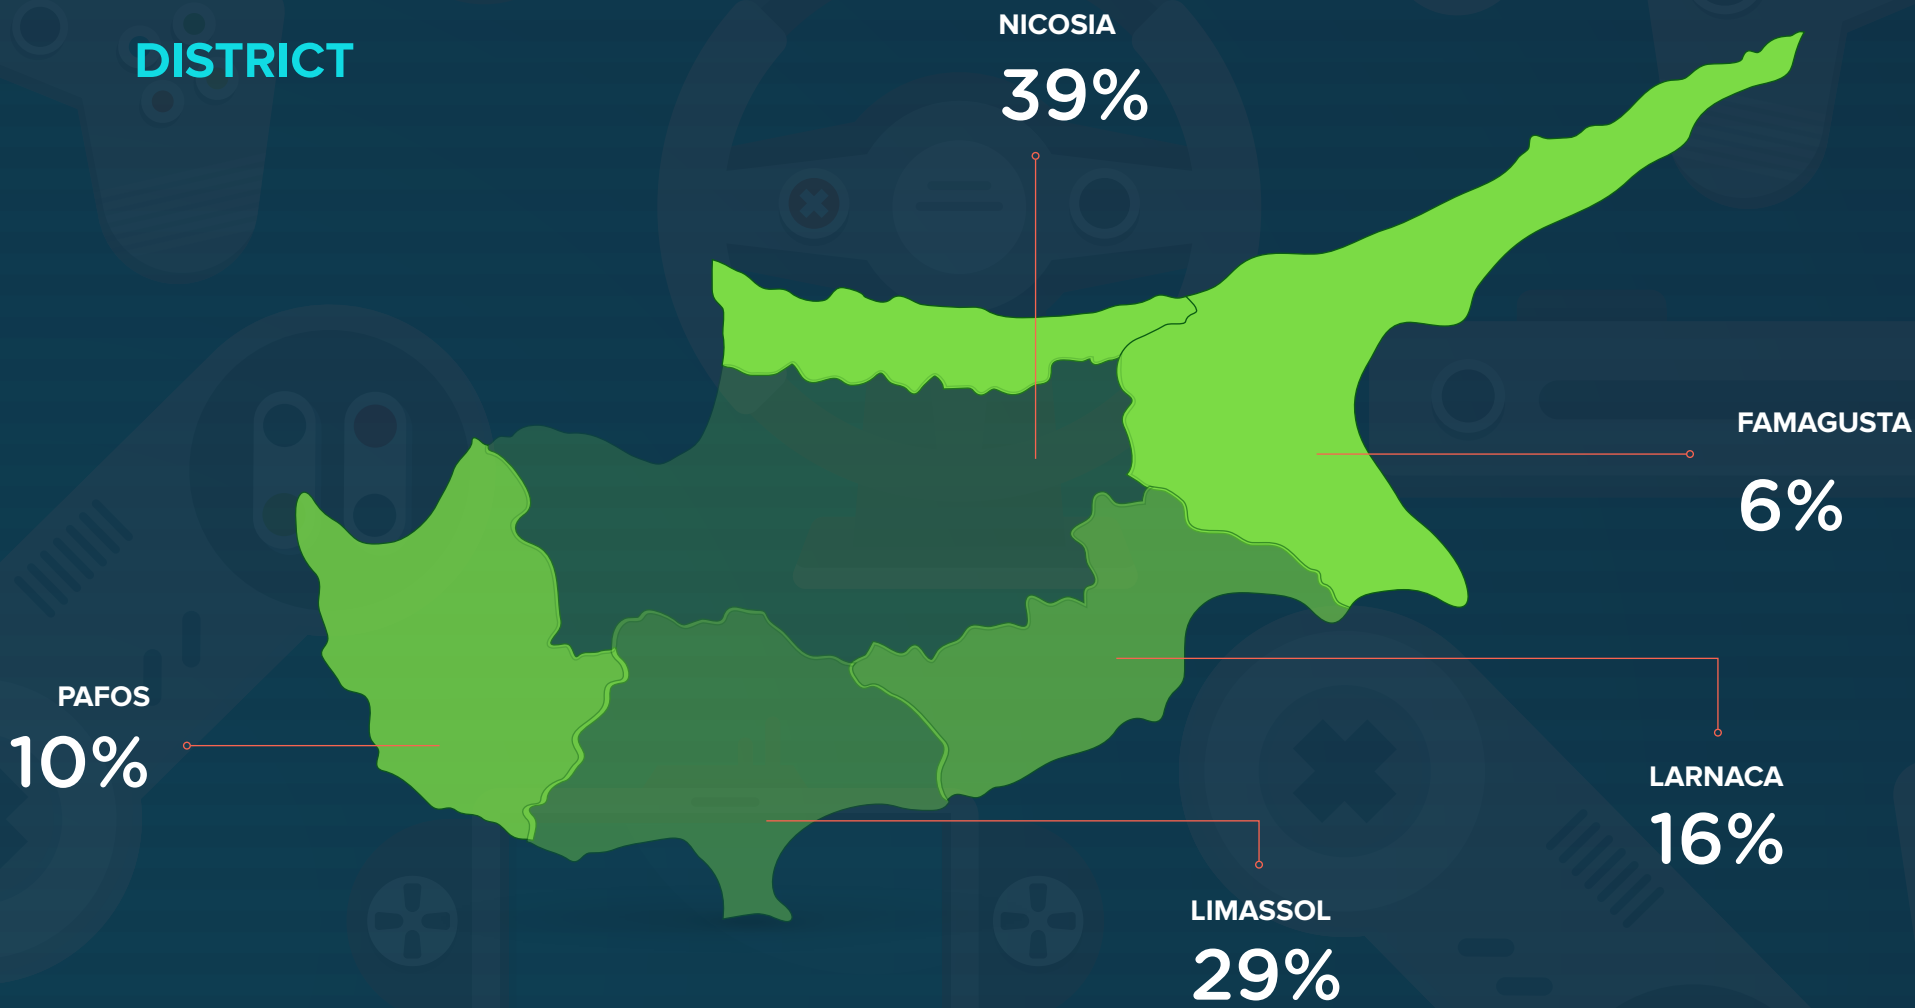 DISTRICT
NICOSIA
39%
FAMAGUSTA
6%
PAFOS
10%
LARNACA
16%
LIMASSOL
29%